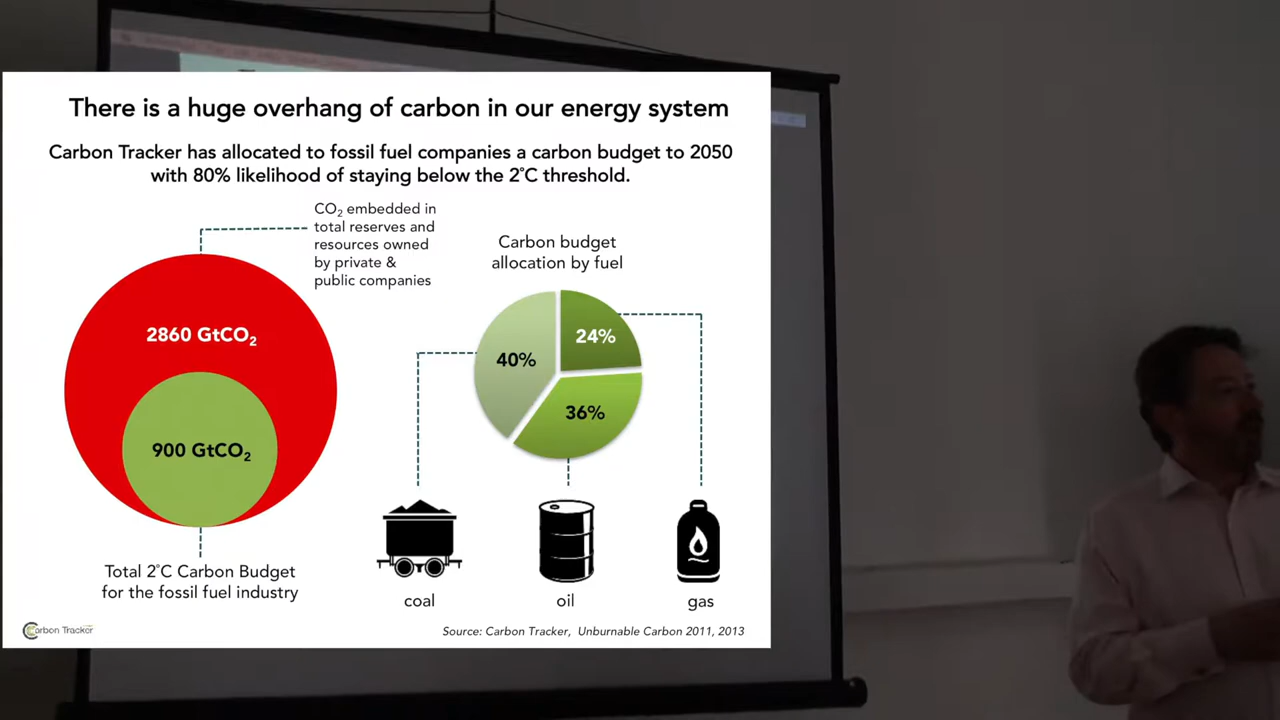 There is a huge overhang of carbon in our energy system
Carbon Tracker has allocated to fossil fuel companies a carbon budget to 2050
with 80% likelihood of staying below the 2°C threshold.
CO₂ embedded in
total reserves and
resources owned
by private &
public companies
2860 GtCO₂
900 GtCO₂
Total 2°C Carbon Budget
for the fossil fuel industry
Carbon budget
allocation by fuel
24%
40%
36%
coal
oil
gas
Carbon Tracker
Source: Carbon Tracker, Unburnable Carbon 2011, 2013